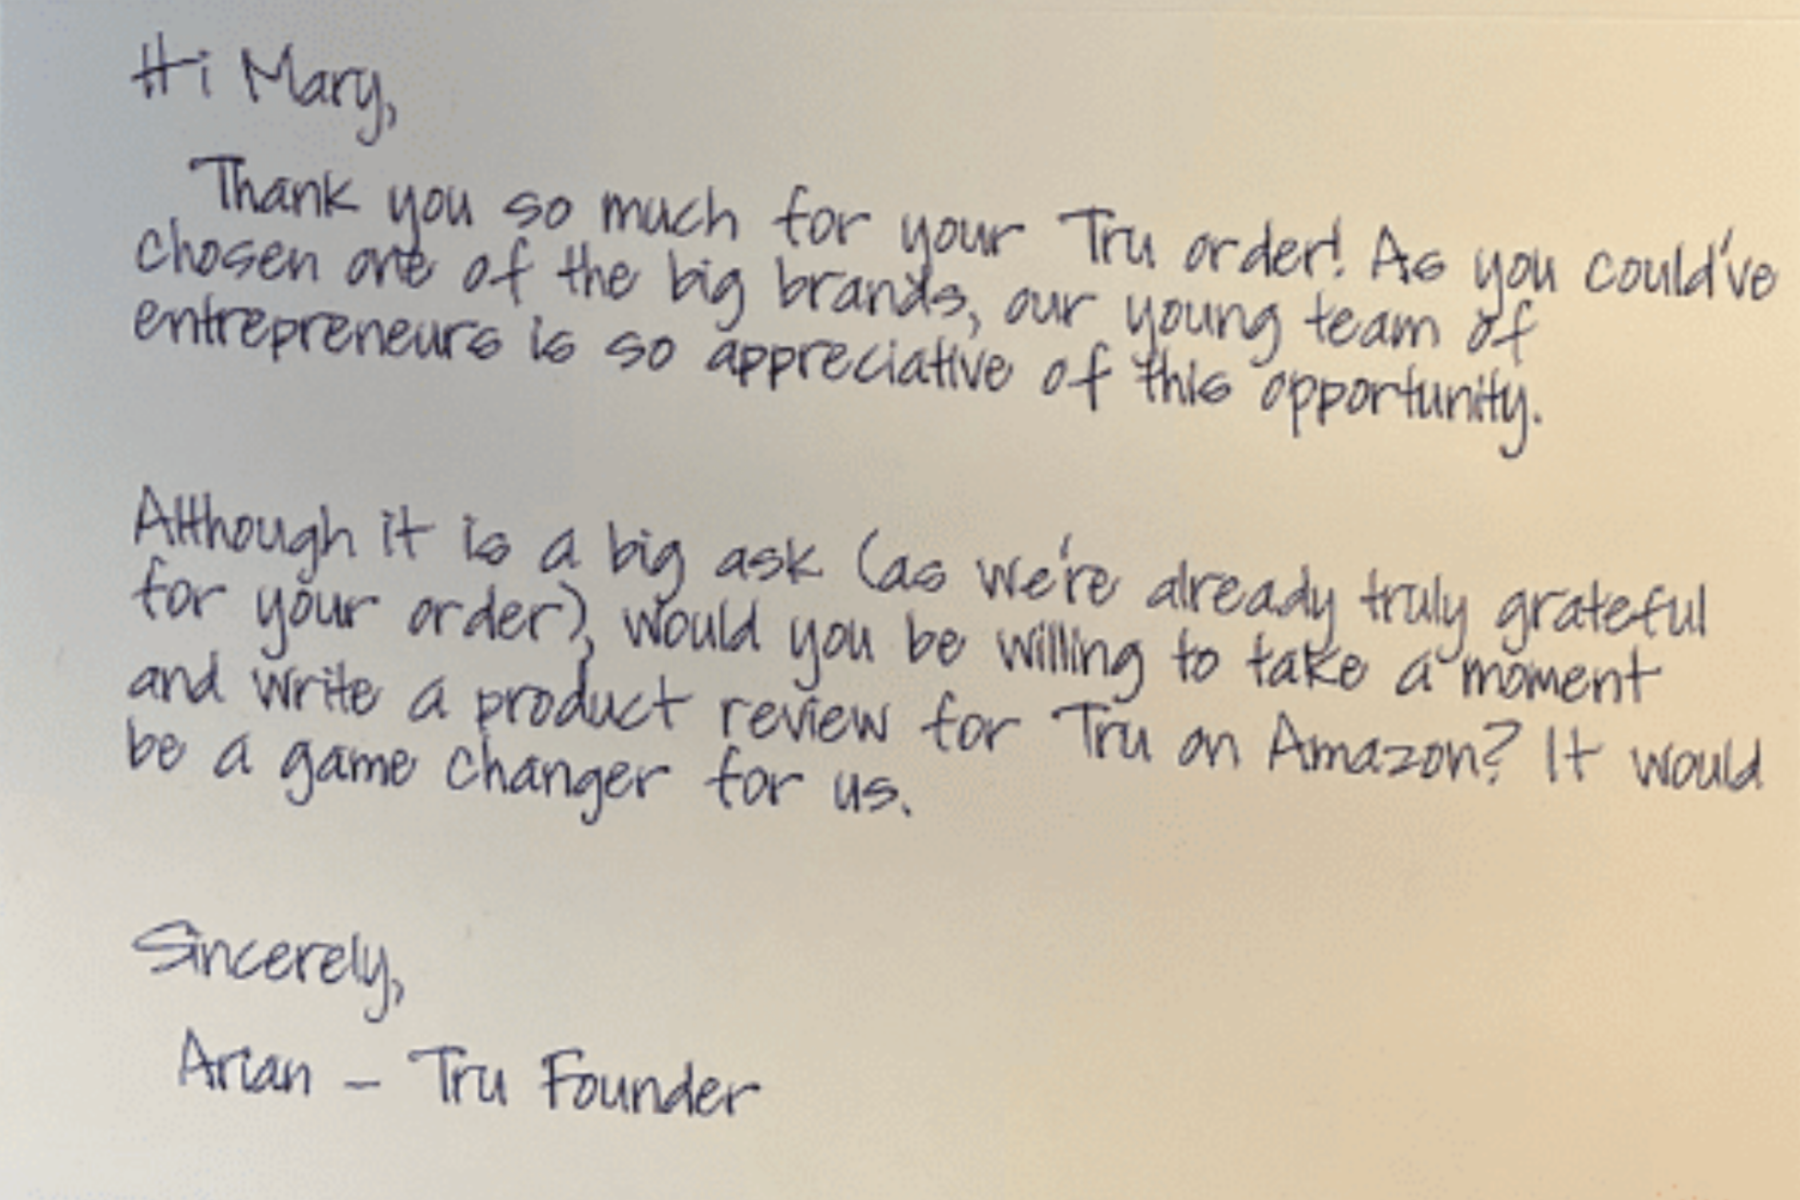 Hi Mary,
Thank you so much for your Tru order! As you could've
chosen one of the big brands, our young team of
entrepreneurs is so appreciative of this opportunity.
Although it is a big ask (as we're already truly grateful
for your order), would you be willing to take a moment
and write a product review for Tru on Amazon? It would
be a game changer for us.
Sincerely,
Arian - Tru Founder